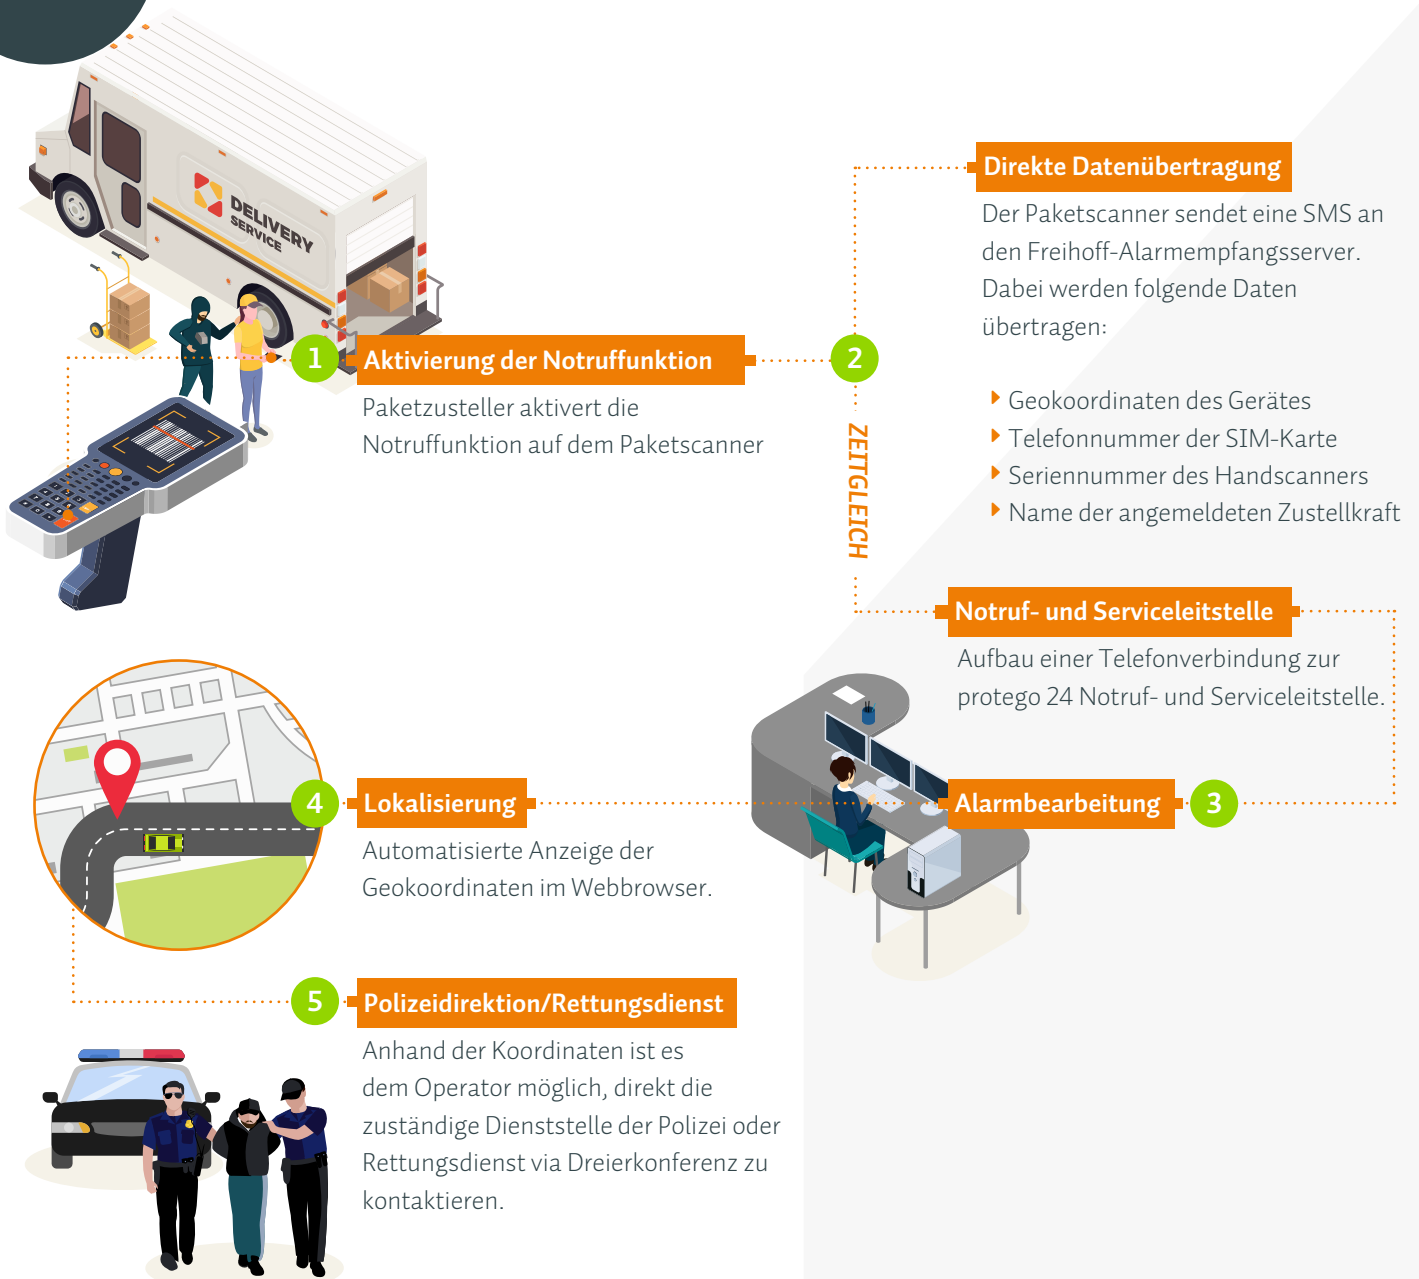 DELIVERY
SERVICE
1
Aktivierung der Notruffunktion
Paketzusteller aktivert die
Notruffunktion auf dem Paketscanner
2
ZEITGLEICH
Direkte Datenübertragung
Der Paketscanner sendet eine SMS an
den Freihoff-Alarmempfangsserver.
Dabei werden folgende Daten
übertragen:
Geokoordinaten des Gerätes
Telefonnummer der SIM-Karte
Seriennummer des Handscanners
Name der angemeldeten Zustellkraft
Notruf- und Serviceleitstelle
Aufbau einer Telefonverbindung zur
protego 24 Notruf- und Serviceleitstelle.
Alarmbearbeitung
3
4
Lokalisierung
Automatisierte Anzeige der
Geokoordinaten im Webbrowser.
5
Polizeidirektion/Rettungsdienst
Anhand der Koordinaten ist es
dem Operator möglich, direkt die
zuständige Dienststelle der Polizei oder
Rettungsdienst via Dreierkonferenz zu
kontaktieren.